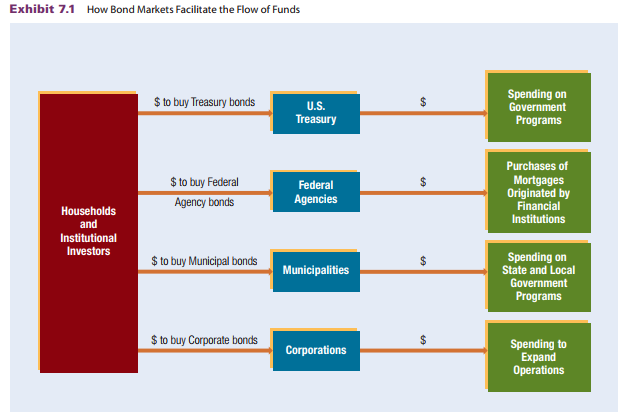 Exhibit 7.1 How Bond Markets Facilitate the Flow of Funds
Households
and
Institutional
Investors
$ to buy Treasury bonds
U.S.
Treasury
$
Spending on
Government
Programs
$ to buy Federal
Agency bonds
Federal
Agencies
$
Purchases of
Mortgages
Originated by
Financial
Institutions
$ to buy Municipal bonds
Municipalities
$
Spending on
State and Local
Government
Programs
$ to buy Corporate bonds
Corporations
$
Spending to
Expand
Operations